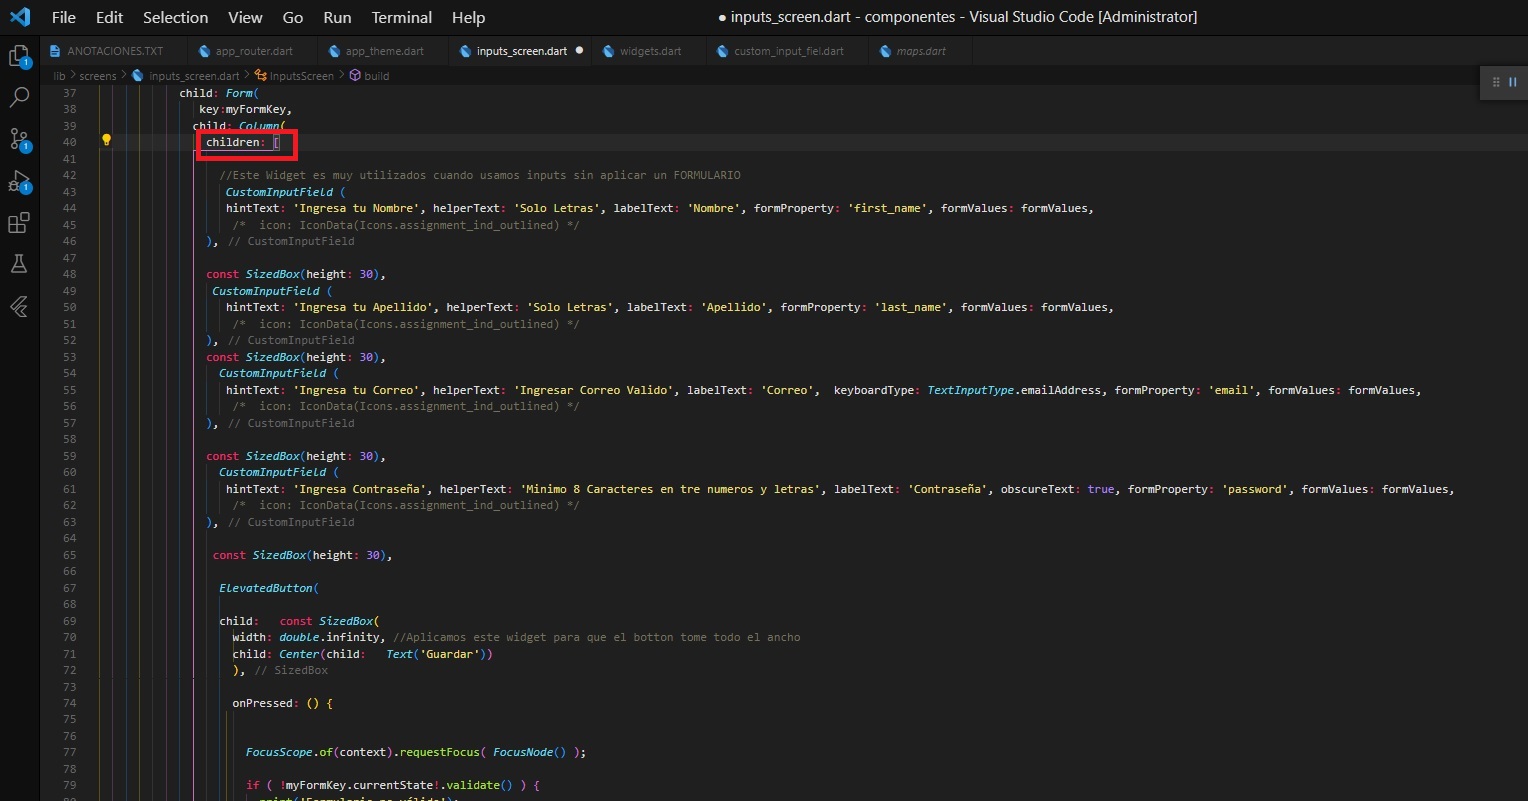 File Edit Selection View Go Run Terminal Help
● inputs_screen.dart - componentes - Visual Studio Code [Administrator]
ANOTACIONES.TXT app_router.dart app_theme.dart inputs_screen.dart ● widgets.dart custom_input_fiel.dart maps.dart
lib > screens > inputs_screen.dart > InputsScreen > build
37 child: Form(
38 key:myFormKey,
39 child: Column(
40 children: [
41
42 //Este Widget es muy utilizados cuando usamos inputs sin aplicar un FORMULARIO
43 CustomInputField (
44 hintText: 'Ingresa tu Nombre', helperText: 'Solo Letras', labelText: 'Nombre', formProperty: 'first_name', formValues: formValues,
45 /*  icon: IconData(Icons.assignment_ind_outlined) */
46 ), // CustomInputField
47
48 const SizedBox(height: 30),
49 CustomInputField (
50 hintText: 'Ingresa tu Apellido', helperText: 'Solo Letras', labelText: 'Apellido', formProperty: 'last_name', formValues: formValues,
51 /*  icon: IconData(Icons.assignment_ind_outlined) */
52 ), // CustomInputField
53 const SizedBox(height: 30),
54 CustomInputField (
55 hintText: 'Ingresa tu Correo', helperText: 'Ingresar Correo Valido', labelText: 'Correo',  keyboardType: TextInputType.emailAddress, formProperty: 'email', formValues: formValues,
56 /*  icon: IconData(Icons.assignment_ind_outlined) */
57 ), // CustomInputField
58
59 const SizedBox(height: 30),
60 CustomInputField (
61 hintText: 'Ingresa Contraseña', helperText: 'Minimo 8 Caracteres en tre numeros y letras', labelText: 'Contraseña', obscureText: true, formProperty: 'password', formValues: formValues,
62 /*  icon: IconData(Icons.assignment_ind_outlined) */
63 ), // CustomInputField
64
65 const SizedBox(height: 30),
66
67 ElevatedButton(
68
69 child:   const SizedBox(
70 width: double.infinity, //Aplicamos este widget para que el botton tome todo el ancho
71 child: Center(child:   Text('Guardar'))
72 ), // SizedBox
73
74 onPressed: () {
75
76
77 FocusScope.of(context).requestFocus( FocusNode() );
78
79 if ( !myFormKey.currentState!.validate() ) {